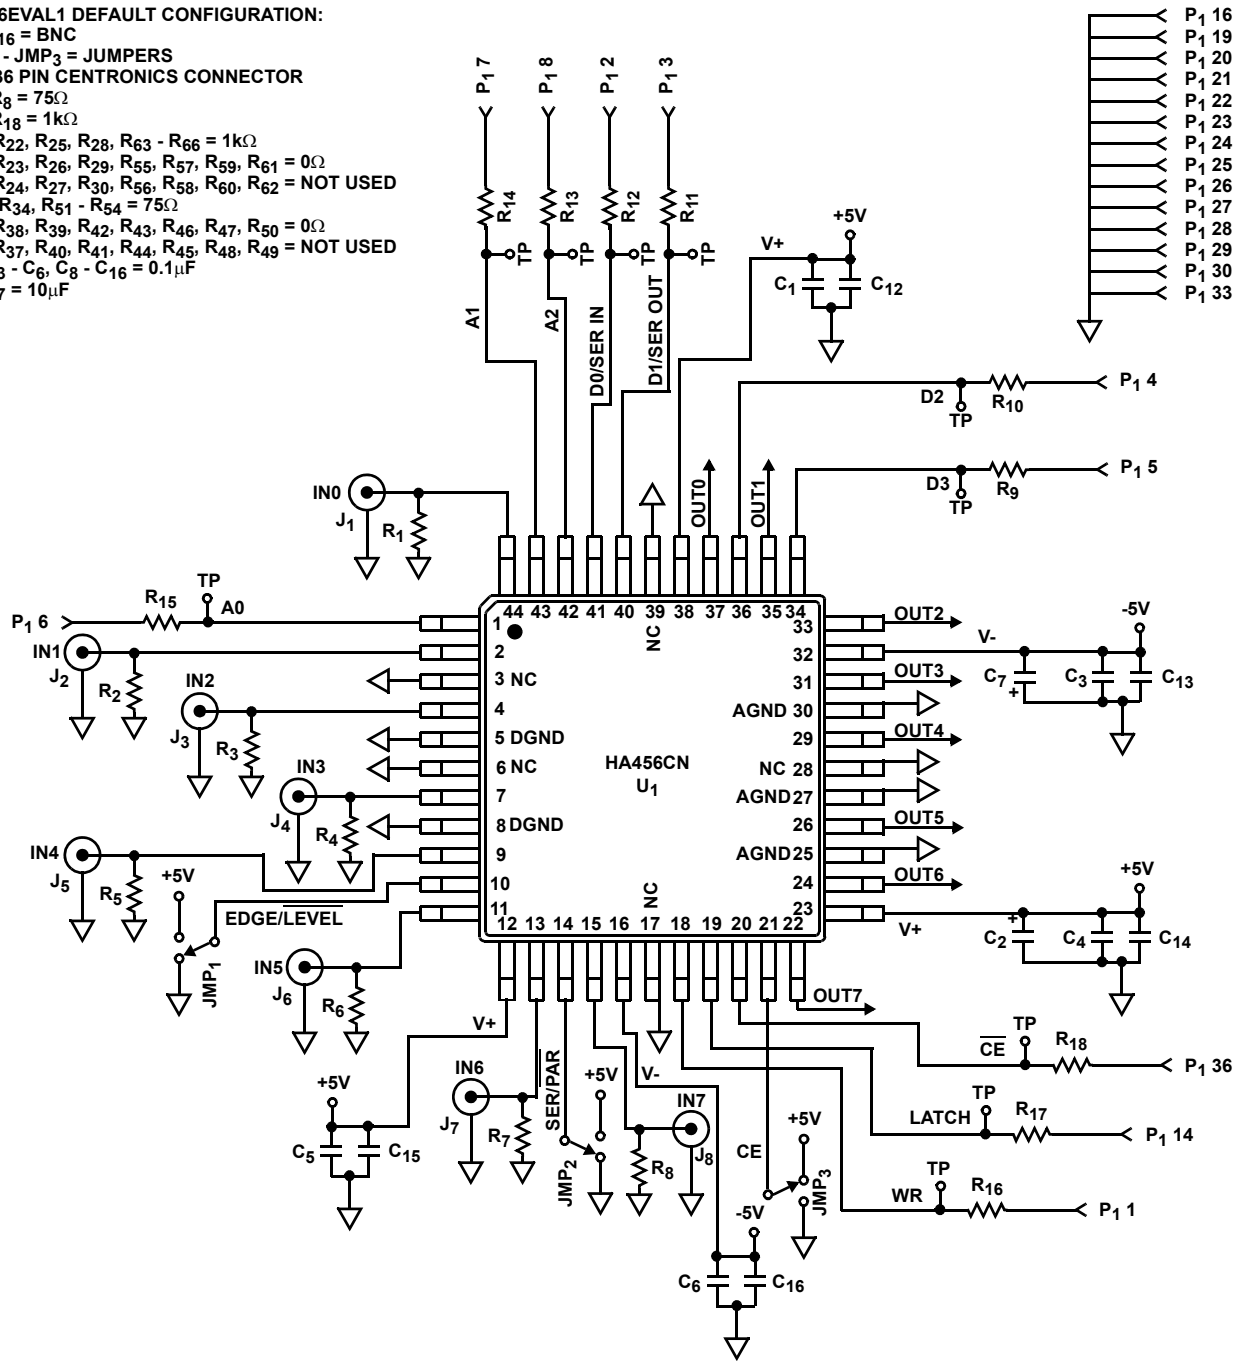 6EVAL1 DEFAULT CONFIGURATION:
16 = BNC
- JMP3 = JUMPERS
36 PIN CENTRONICS CONNECTOR
R8 = 75Ω
R18 = 1kΩ
R22, R25, R28, R63 - R66 = 1kΩ
R23, R26, R29, R55, R57, R59, R61 = 0Ω
R24, R27, R30, R56, R58, R60, R62 = NOT USED
R34, R51 - R54 = 75Ω
R38, R39, R42, R43, R46, R47, R50 = 0Ω
R37, R40, R41, R44, R45, R48, R49 = NOT USED
3 - C6, C8 - C16 = 0.1µF
7 = 10µF
P1 7
P1 8
P1 2
P1 3
R14
R13
R12
R11
TP
TP
TP
TP
A1
A2
D0/SER IN
D1/SER OUT
P1 16
P1 19
P1 20
P1 21
P1 22
P1 23
P1 24
P1 25
P1 26
P1 27
P1 28
P1 29
P1 30
P1 33
+5V
V+
C1
C12
D2
TP
R10
P1 4
D3
TP
R9
P1 5
OUT0
OUT1
IN0
J1
R1
P1 6
R15
TP
A0
IN1
J2
R2
IN2
J3
R3
IN3
J4
R4
IN4
J5
R5
+5V
EDGE/LEVEL
JMP1
IN5
J6
R6
44
43
42
41
40
39
38
37
36
35
34
NC
1
2
3 NC
4
5 DGND
6 NC
7
8 DGND
9
10
11
HA456CN
U1
33
32
31
AGND 30
29
NC 28
AGND 27
26
AGND 25
24
23
NC
12
13
14
15
16
17
18
19
20
21
22
OUT2
V-
-5V
C7
+
C3
C13
OUT3
OUT4
OUT5
OUT6
+5V
V+
+
C2
C4
C14
OUT7
V+
+5V
C5
C15
IN6
J7
R7
SER/PAR
JMP2
+5V
V-
IN7
J8
R8
CE
+5V
JMP3
-5V
C6
C16
CE
TP
R18
P1 36
LATCH
TP
R17
P1 14
WR
TP
R16
P1 1